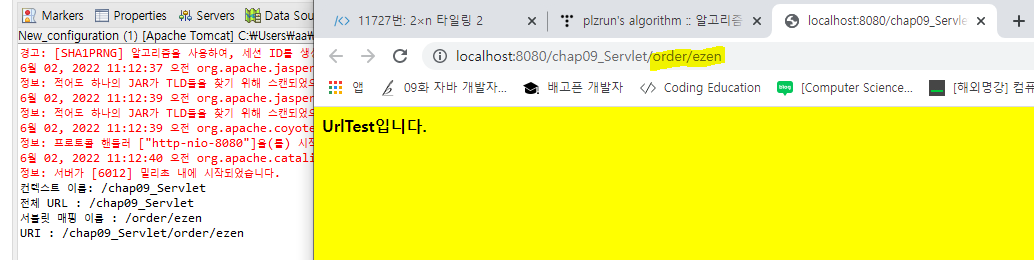 Markers Properties Servers Data Sou
New_configuration (1) [Apache Tomcat] C:₩Users₩aa₩
경고: [SHA1PRNG] 알고리즘을 사용하여, 세션 ID를 생성
6월 02, 2022 11:12:37 오전 org.apache.jasper
정보: 적어도 하나의 JAR가 TLD들을 찾기 위해 스캔되었으
6월 02, 2022 11:12:39 오전 org.apache.jasper
정보: 적어도 하나의 JAR가 TLD들을 찾기 위해 스캔되었으
6월 02, 2022 11:12:39 오전 org.apache.coyote
정보: 프로토콜 핸들러 ["http-nio-8080"]을(를) 시작
6월 02, 2022 11:12:40 오전 org.apache.catali
정보: 서버가 [6012] 밀리초 내에 시작되었습니다.
컨텍스트 이름: /chap09_Servlet
전체 URL : /chap09_Servlet
서블릿 매핑 이름 : /order/ezen
URI : /chap09_Servlet/order/ezen
</> 11727번: 2×n 타일링 2
plzrun's algorithm :: 알고리즘
localhost:8080/chap09_Servlet
localhost:8080/chap09_Servlet/order/ezen
앱 09화 자바 개발자... 배고픈 개발자 </> Coding Education blog [Computer Science... [해외명강] 컴퓨
UrlTest입니다.